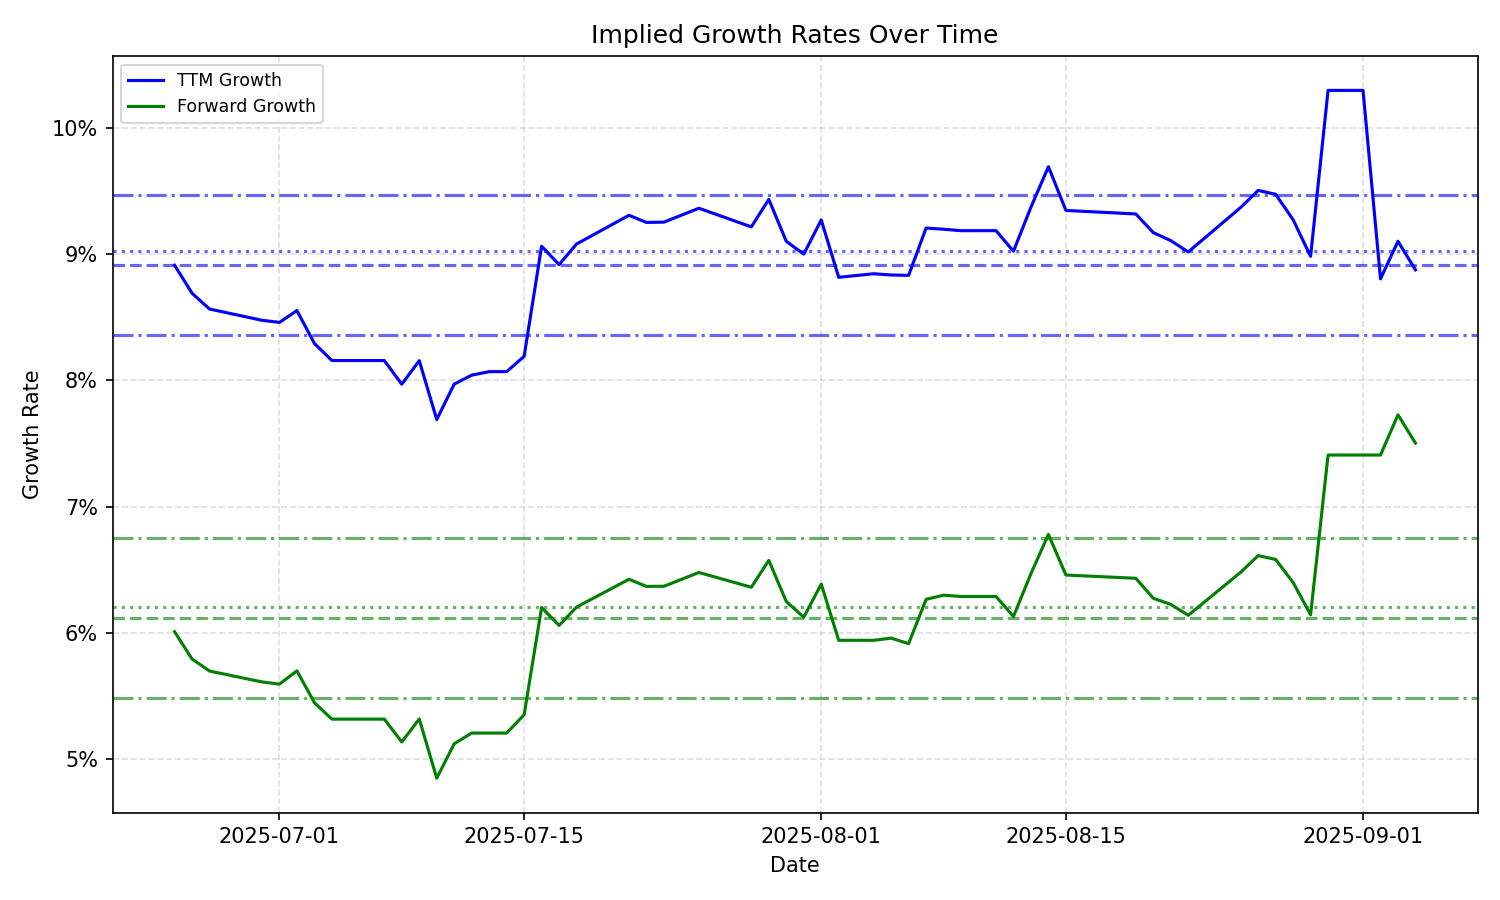 Implied Growth Rates Over Time
TTM Growth
Forward Growth
Growth Rate
10%
9%
8%
7%
6%
5%
2025-07-01
2025-07-15
2025-08-01
2025-08-15
2025-09-01
Date